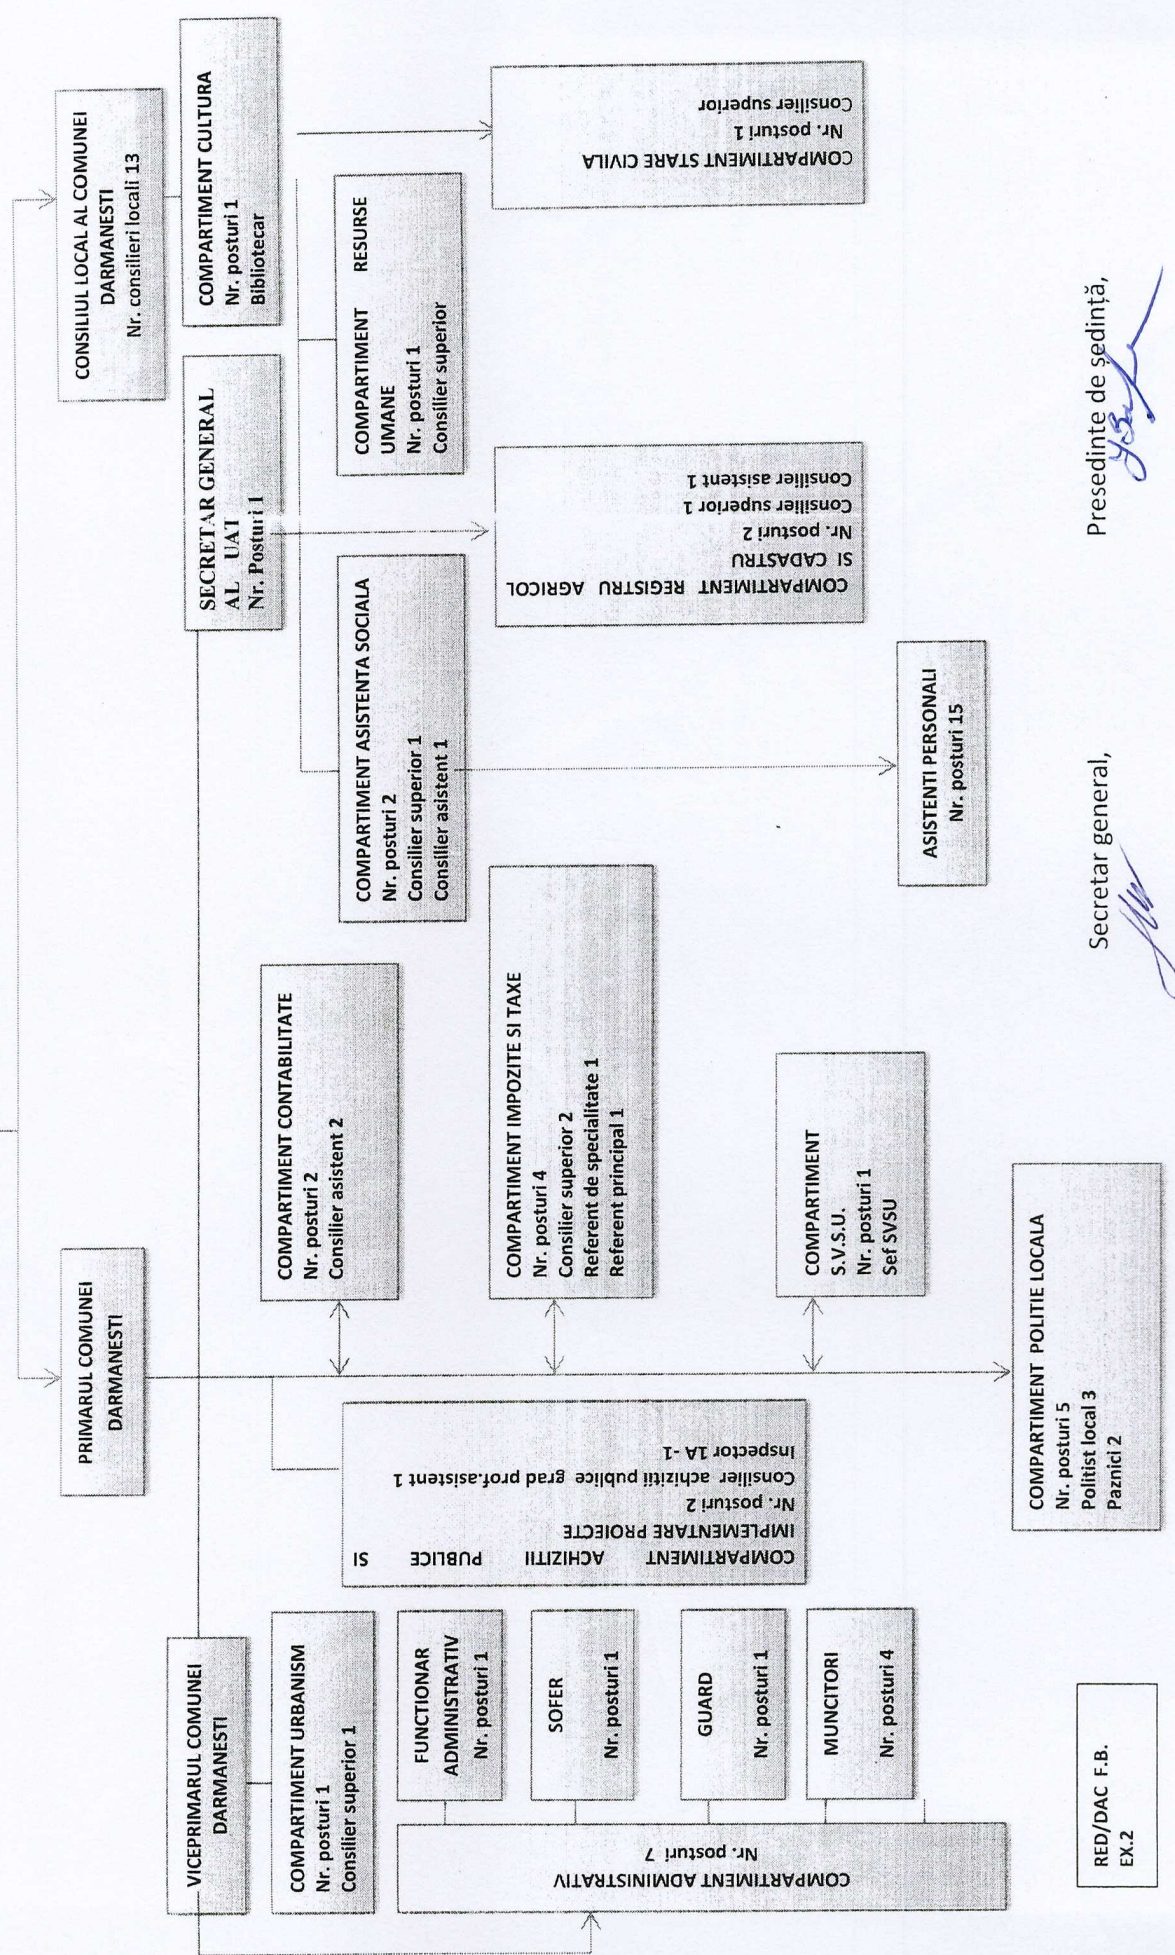 CONSILIUL LOCAL AL COMUNEI
DARMANESTI
Nr. consilieri locali 13
PRIMARUL COMUNEI
DARMANESTI
VICEPRIMARUL COMUNEI
DARMANESTI
SECRETAR GENERAL
AL UAT
Nr. Posturi 1
COMPARTIMENT CULTURA
Nr. posturi 1
Bibliotecar
COMPARTIMENT URBANISM
Nr. posturi 1
Consilier superior 1
COMPARTIMENT CONTABILITATE
Nr. posturi 2
Consilier asistent 2
COMPARTIMENT ASISTENTA SOCIALA
Nr. posturi 2
Consilier superior 1
Consilier asistent 1
COMPARTIMENT RESURSE
UMANE
Nr. posturi 1
Consilier superior
COMPARTIMENT ADMINISTRATIV
Nr. posturi 7
FUNCTIONAR
ADMINISTRATIV
Nr. posturi 1
SOFER
Nr. posturi 1
GUARD
Nr. posturi 1
MUNCITORI
Nr. posturi 4
COMPARTIMENT ACHIZITII PUBLICE SI
IMPLEMENTARE PROIECTE
Nr. posturi 2
Consilier achizitii publice grad prof.asistent 1
Inspector 1A -1
COMPARTIMENT IMPOZITE SI TAXE
Nr. posturi 4
Consilier superior 2
Referent de specialitate 1
Referent principal 1
COMPARTIMENT REGISTRU AGRICOL
SI CADASTRU
Nr. posturi 2
Consilier superior 1
Consilier asistent 1
COMPARTIMENT STARE CIVILA
Nr. posturi 1
Consilier superior
COMPARTIMENT
S.V.S.U.
Nr. posturi 1
Sef SVSU
ASISTENTI PERSONALI
Nr. posturi 15
COMPARTIMENT POLITIE LOCALA
Nr. posturi 5
Politist local 3
Paznici 2
RED/DAC F.B.
EX.2
Secretar general,
Presedinte de ședință,